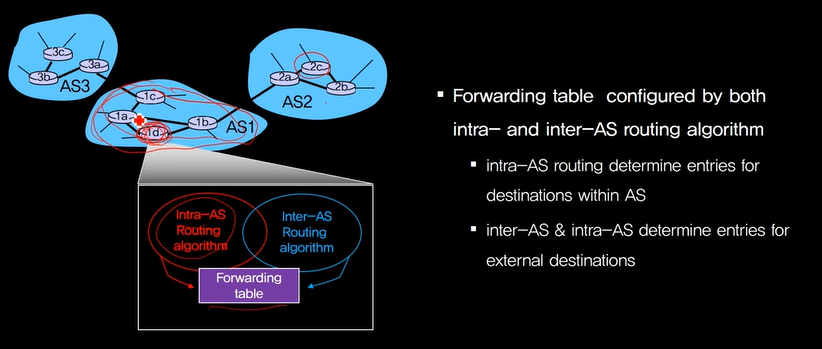 3c
3a
3b
AS3
2c
2a
2b
AS2
1c
1a
1d
1b
AS1
Intra-AS
Routing
algorithm
Inter-AS
Routing
algorithm
Forwarding
table
▪ Forwarding table configured by both
intra- and inter-AS routing algorithm
▪ intra-AS routing determine entries for
destinations within AS
▪ inter-AS & intra-AS determine entries for
external destinations